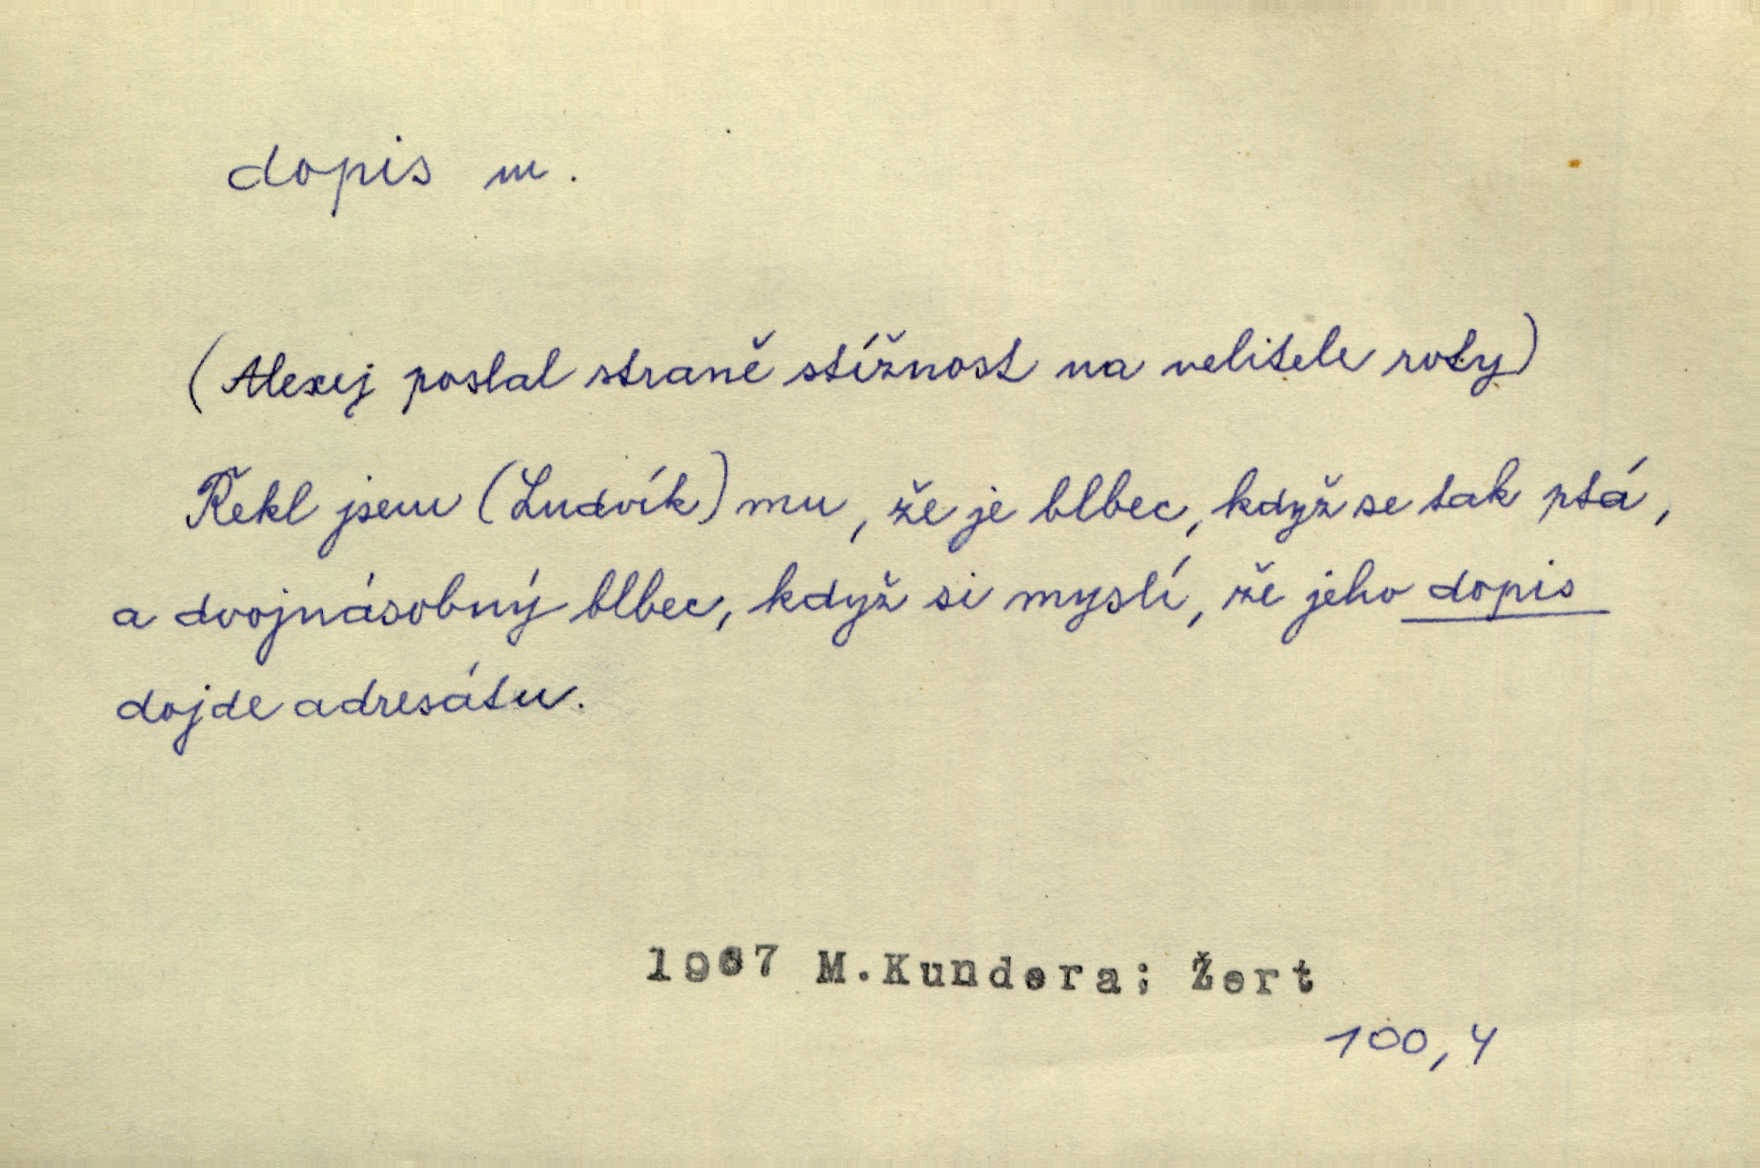 dopis m.
(Alexej poslal straně stížnost na velitele roty)
Řekl jsem (Ludvík) mu, že je blbec, když se tak ptá,
a dvojnásobný blbec, když si myslí, že jeho dopis
dojde adresátu.
1967 M.Kundera; Žert
100,4